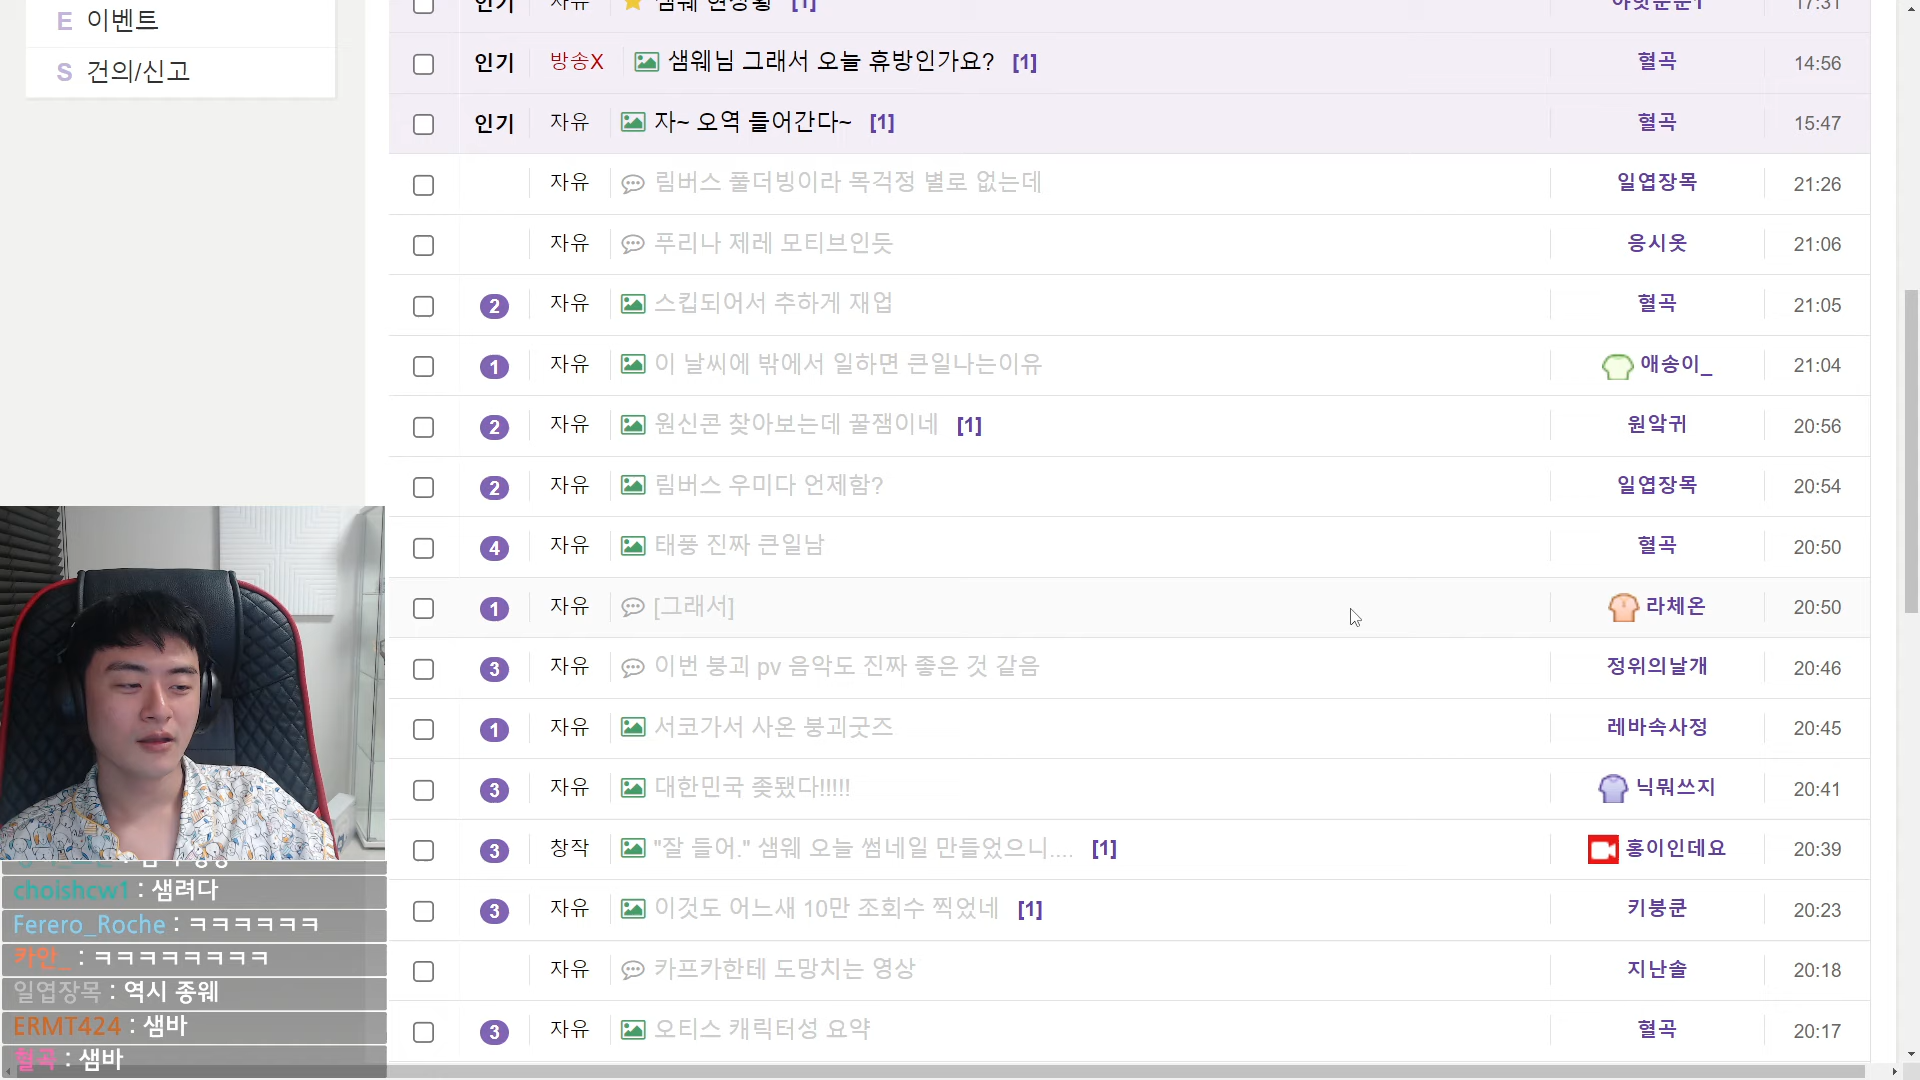 E 이벤트
S 건의/신고
인기 자유 샘웨 현상황 [1] 17:31
인기 방송X 샘웨님 그래서 오늘 휴방인가요? [1] 혈곡 14:56
인기 자유 자~ 오역 들어간다~ [1] 혈곡 15:47
자유 림버스 풀더빙이라 목걱정 별로 없는데 일엽장목 21:26
자유 푸리나 제레 모티브인듯 응시옷 21:06
2 자유 스킵되어서 추하게 재업 혈곡 21:05
1 자유 이 날씨에 밖에서 일하면 큰일나는이유 애송이_ 21:04
2 자유 원신콘 찾아보는데 꿀잼이네 [1] 원악귀 20:56
2 자유 림버스 우미다 언제함? 일엽장목 20:54
4 자유 태풍 진짜 큰일남 혈곡 20:50
1 자유 [그래서] 라체온 20:50
3 자유 이번 붕괴 pv 음악도 진짜 좋은 것 같음 정위의날개 20:46
1 자유 서코가서 사온 붕괴굿즈 레바속사정 20:45
3 자유 대한민국 좆됐다!!!!! 닉뭐쓰지 20:41
3 창작 "잘 들어." 샘웨 오늘 썸네일 만들었으니.... [1] 홍이인데요 20:39
3 자유 이것도 어느새 10만 조회수 찍었네 [1] 키붕쿤 20:23
자유 카프카한테 도망치는 영상 지난솔 20:18
3 자유 오티스 캐릭터성 요약 혈곡 20:17
choishcw1 : 샘려다
Ferero_Roche : ㅋㅋㅋㅋㅋㅋ
카안_ : ㅋㅋㅋㅋㅋㅋㅋㅋ
일엽장목 : 역시 종웨
ERMT424 : 샘바
혈곡 : 샘바